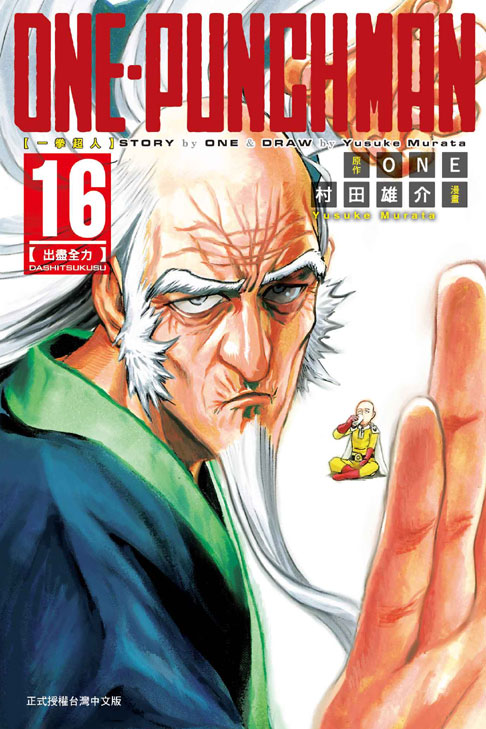 ONE-PUNCHMAN
【一拳超人】STORY by ONE & DRAW by Yusuke Murata
原作 ONE
村田雄介 漫畫
Yusuke Murata
16
【出盡全力】
DASHITSUKUSU
正式授權台灣中文版